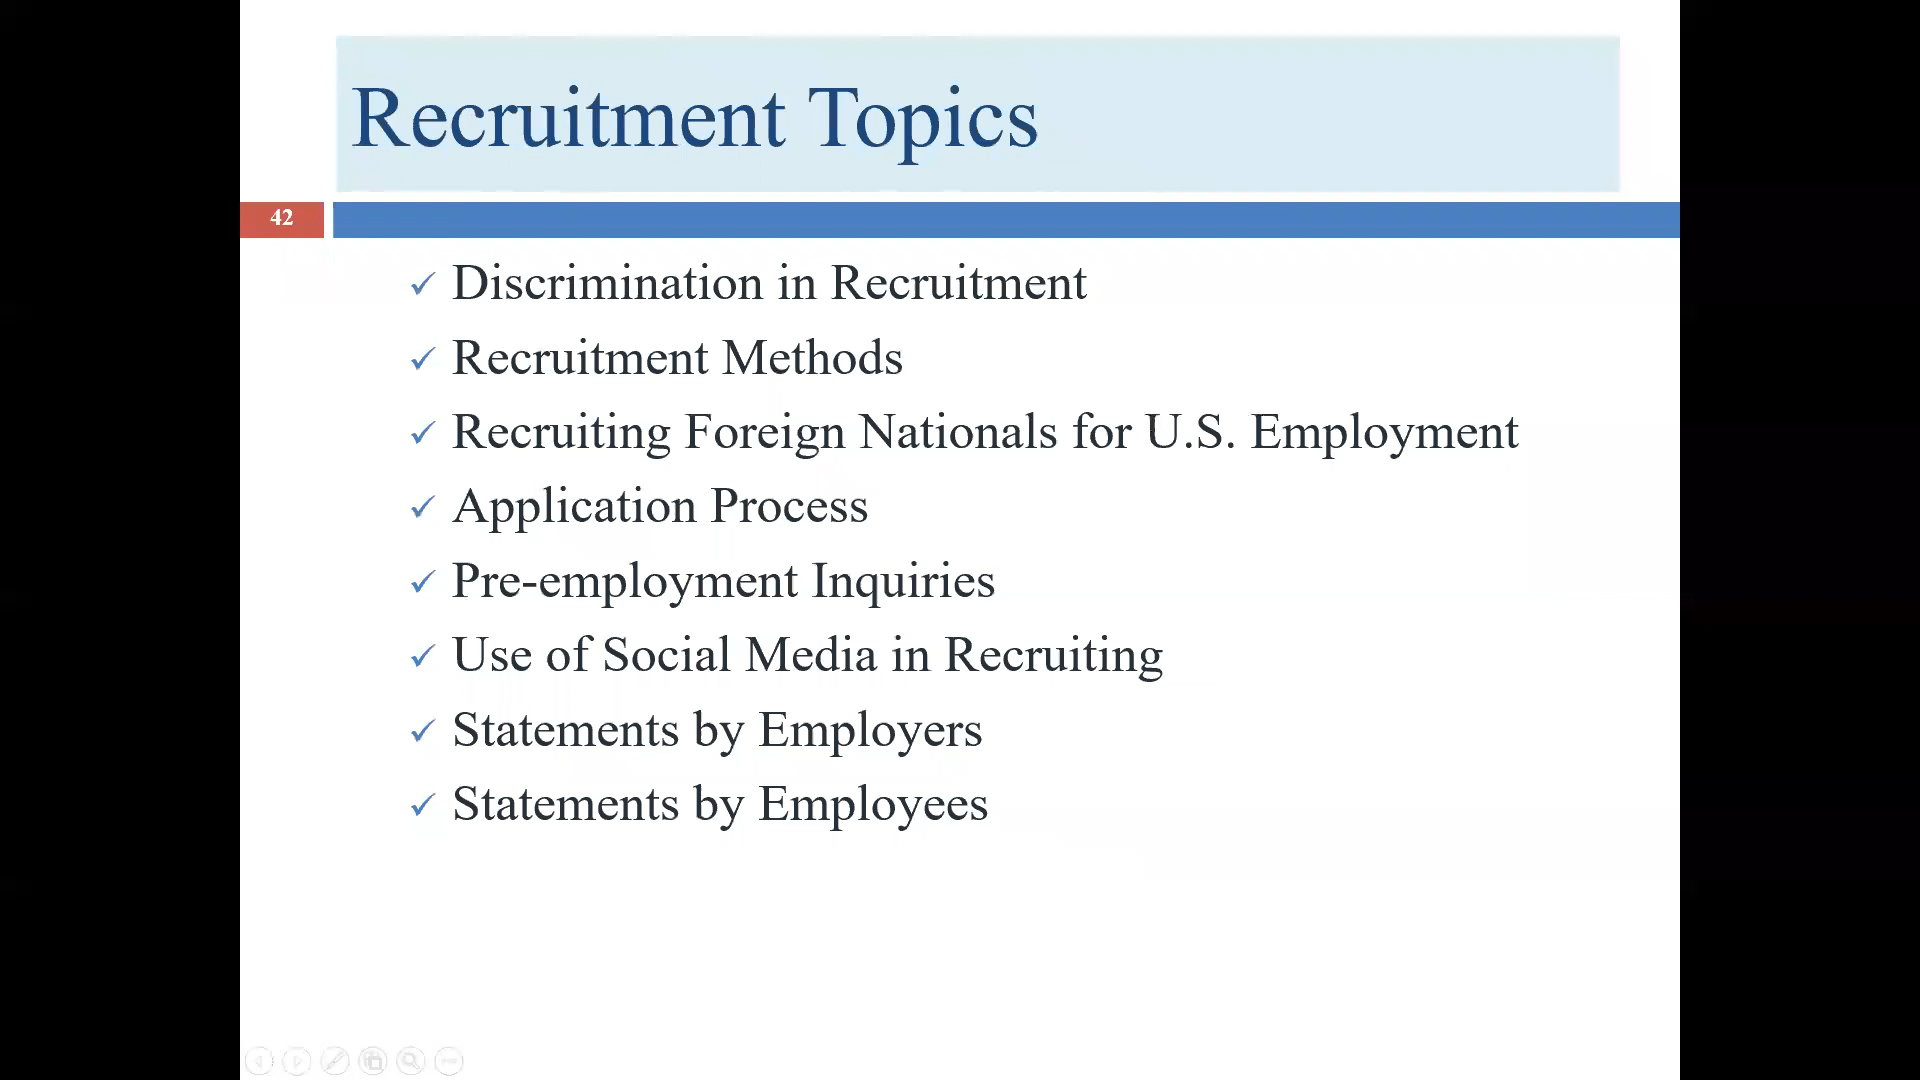 Recruitment Topics
42
Discrimination in Recruitment
Recruitment Methods
Recruiting Foreign Nationals for U.S. Employment
Application Process
Pre-employment Inquiries
Use of Social Media in Recruiting
Statements by Employers
Statements by Employees